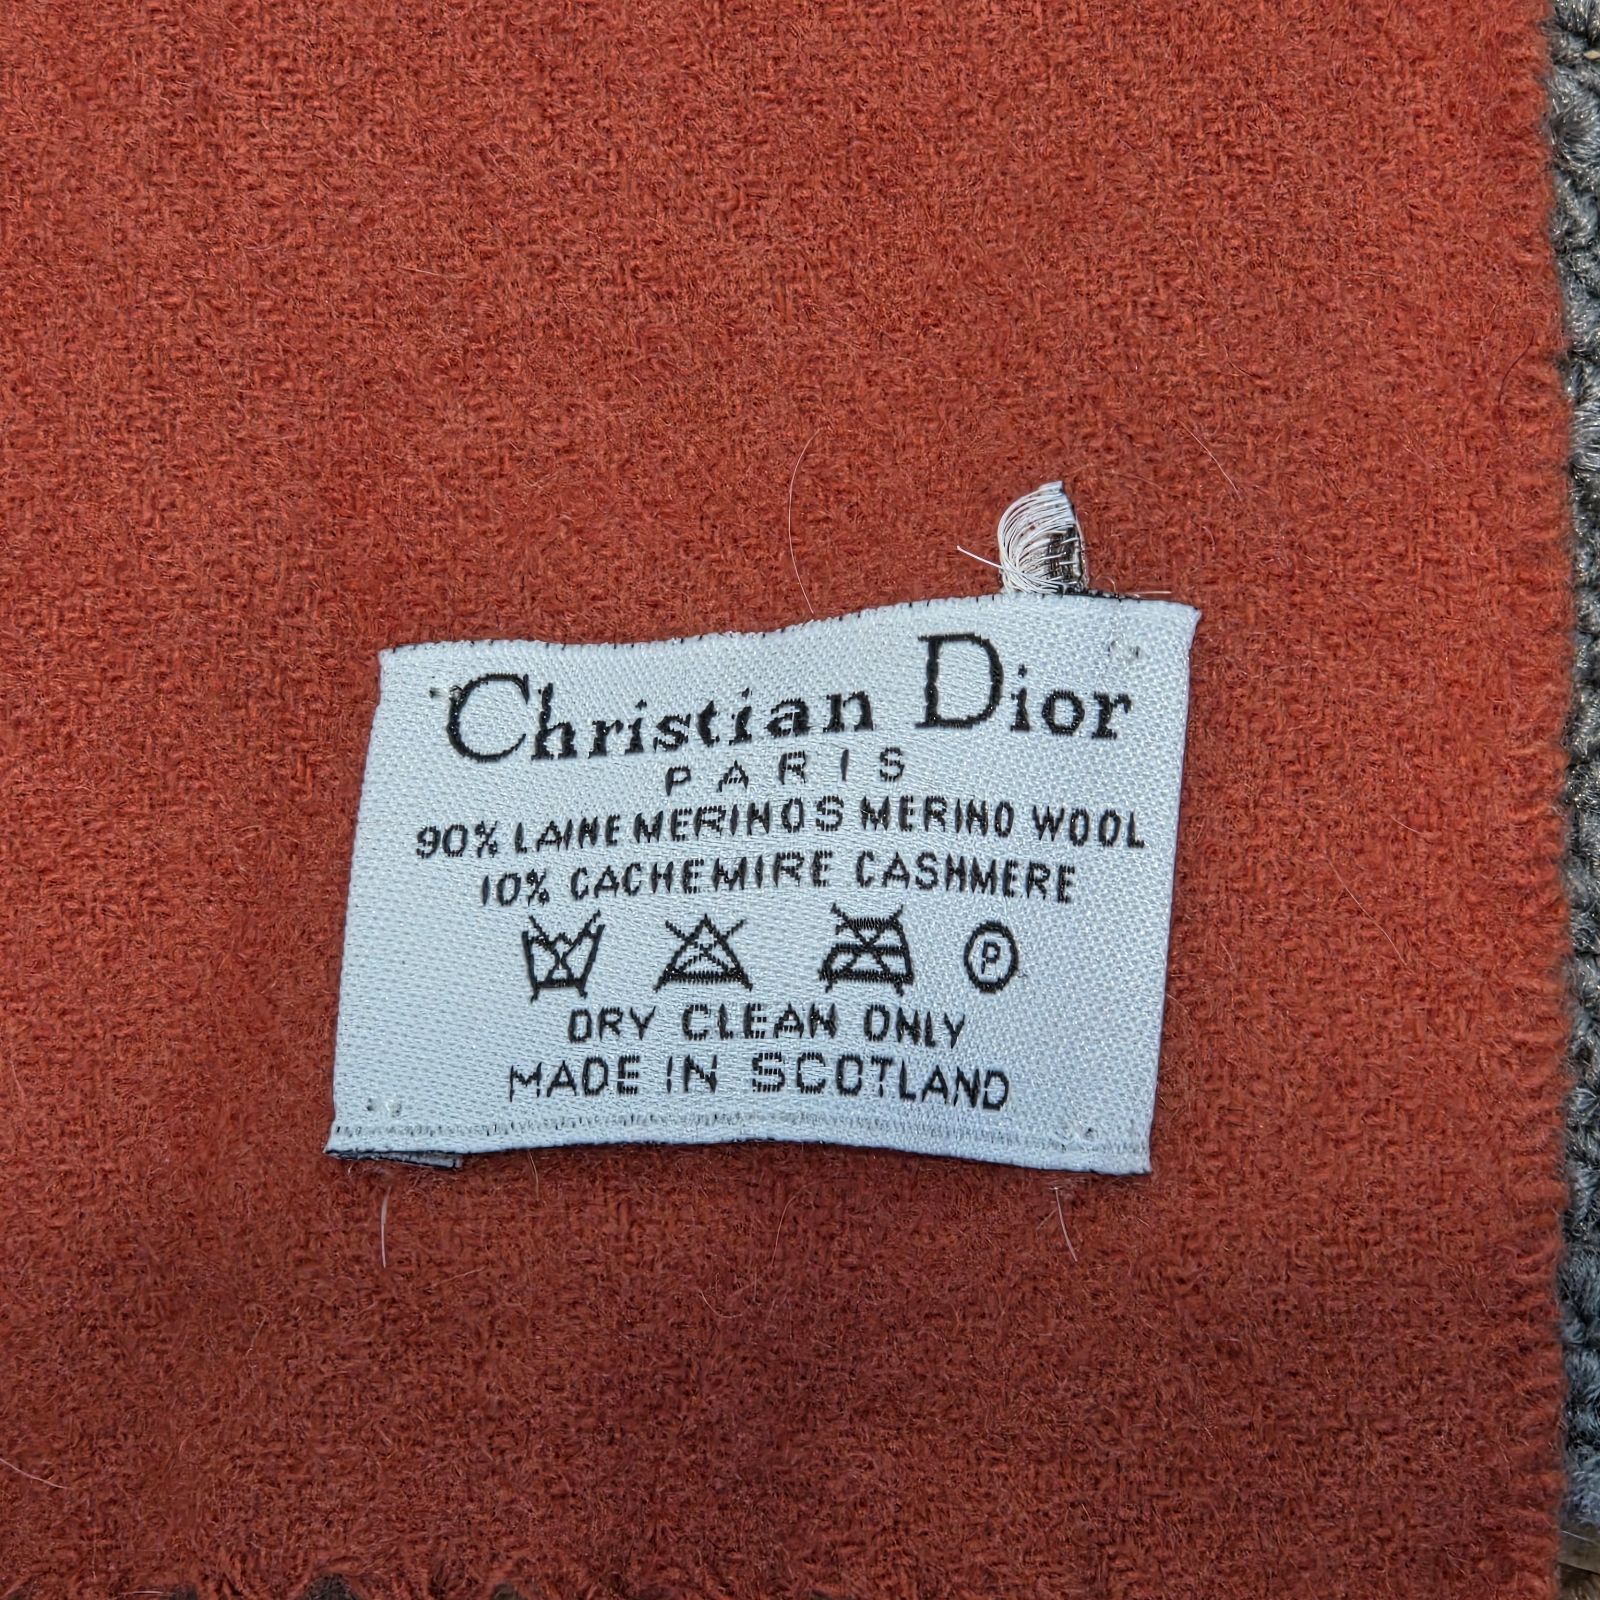 Christian Dior
PARIS
90% LAINE MERINOS MERINO WOOL
10% CACHEMIRE CASHMERE
P
DRY CLEAN ONLY
MADE IN SCOTLAND